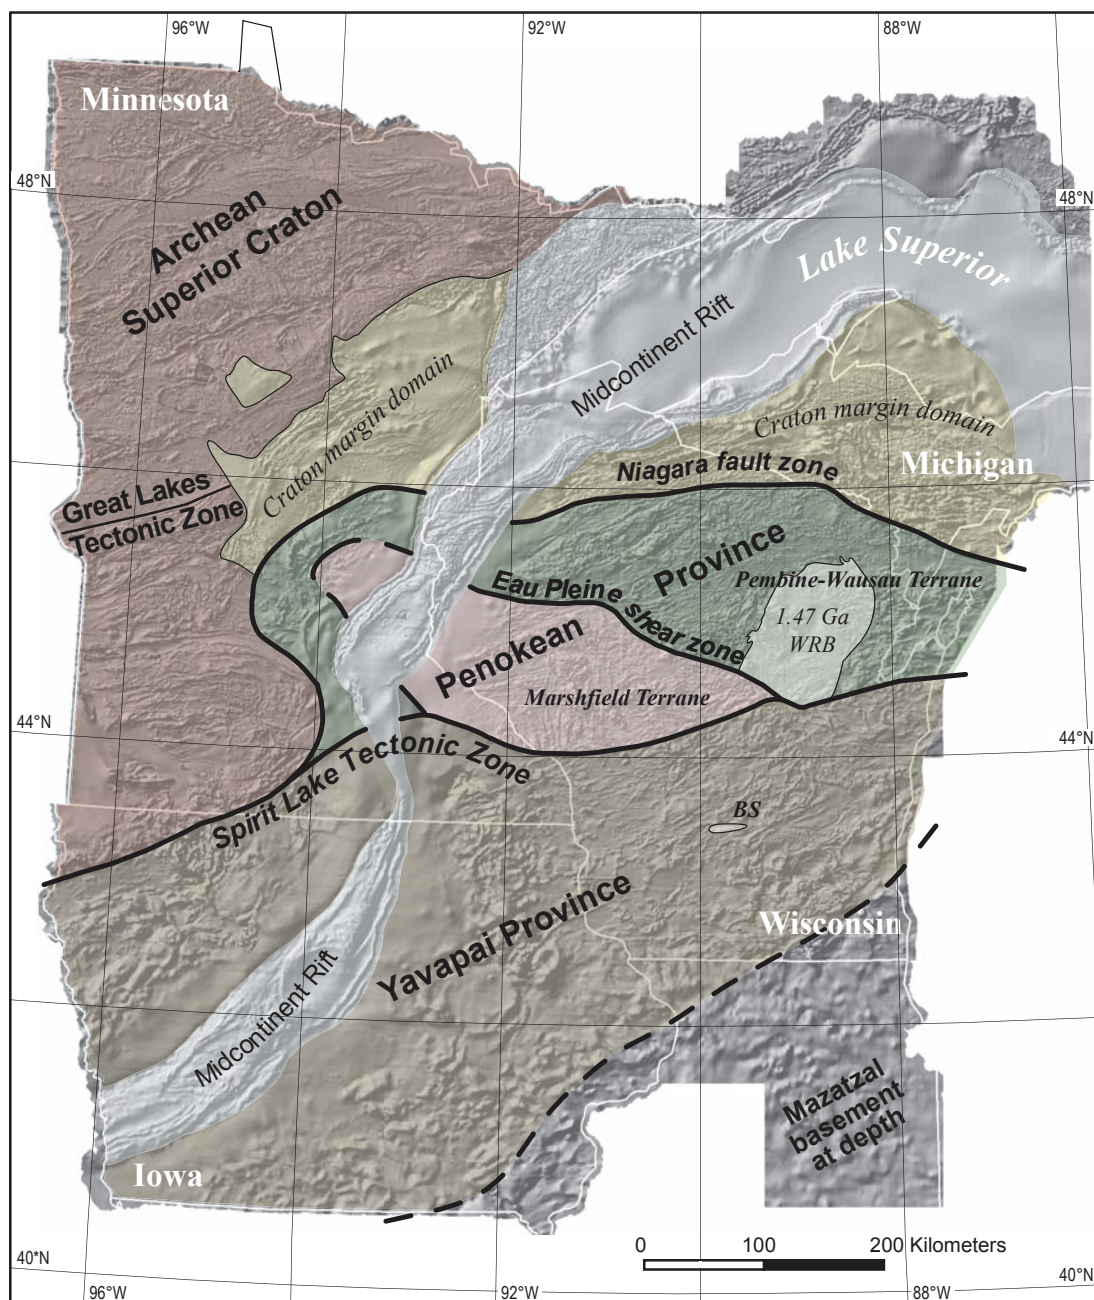 96°W
92°W
88°W
Minnesota
48°N
48°N
Archean
Superior Craton
Lake Superior
Midcontinent Rift
Craton margin domain
Craton margin domain
Niagara fault zone
Michigan
Great Lakes
Tectonic Zone
Province
Pembine-Wausau Terrane
Eau Pleine shear zone
1.47 Ga
WRB
Penokean
Marshfield Terrane
44°N
44°N
Spirit Lake Tectonic Zone
BS
Yavapai Province
Wisconsin
Midcontinent Rift
Mazatzal
basement
at depth
Iowa
0 100 200 Kilometers
40*N
40°N
96°W
92°W
88°W